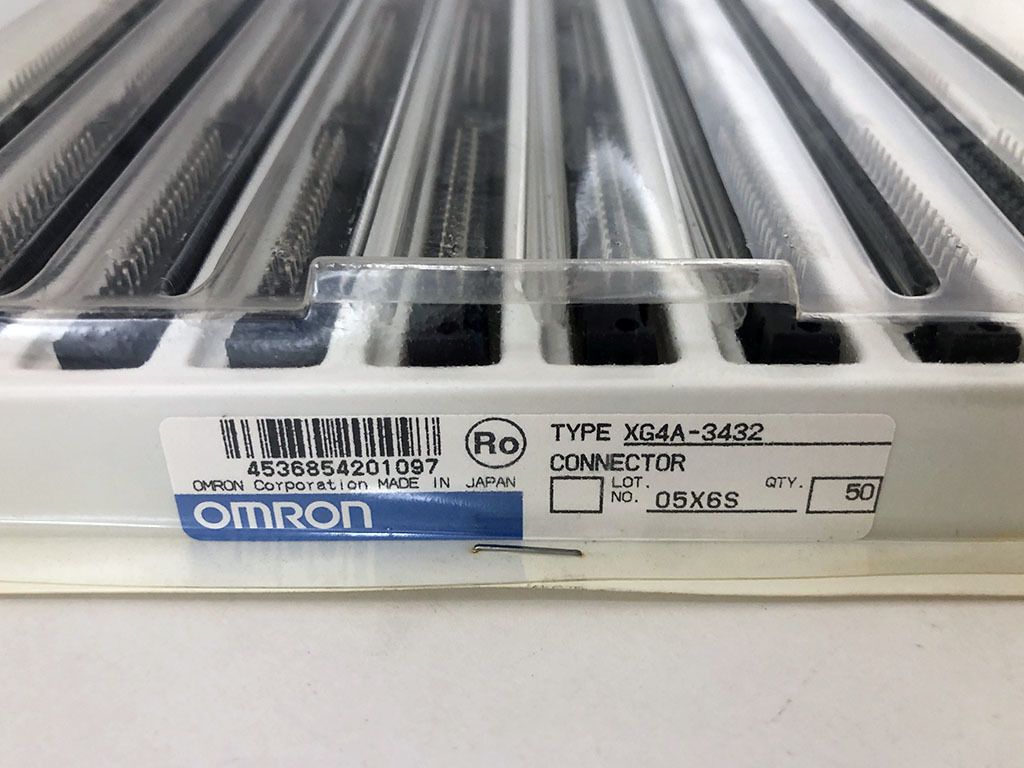 4536854201097
OMRON Corporation MADE IN JAPAN
OMRON
Ro
TYPE XG4A-3432
CONNECTOR
LOT. NO. 05X6S
QTY. 50